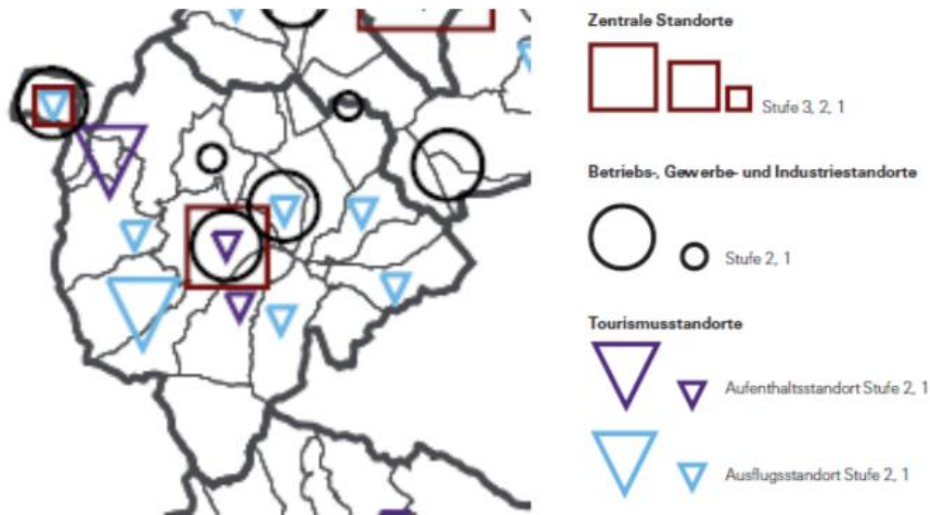 Zentrale Standorte
Stufe 3, 2, 1
Betriebs-, Gewerbe- und Industriestandorte
Stufe 2, 1
Tourismusstandorte
Aufenthaltsstandort Stufe 2, 1
Ausflugsstandort Stufe 2, 1